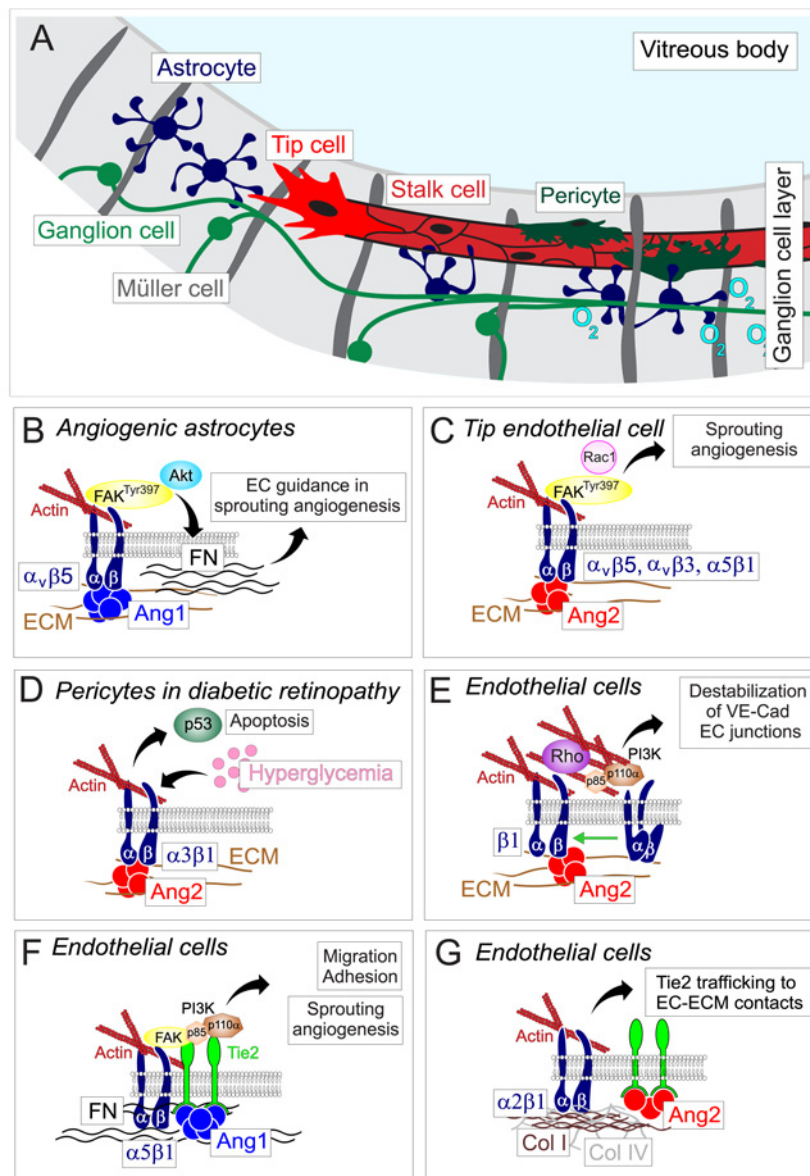 A
Vitreous body
Astrocyte
Tip cell
Stalk cell
Pericyte
Ganglion cell
Müller cell
Ganglion cell layer
O2
O2
O2
O2
B Angiogenic astrocytes
Akt
FAKTyr397
Actin
EC guidance in
sprouting angiogenesis
FN
αvβ5
α β
ECM
Ang1
C Tip endothelial cell
Rac1
Sprouting
angiogenesis
FAKTyr397
Actin
α β
αvβ5, αvβ3, α5β1
ECM
Ang2
D Pericytes in diabetic retinopathy
p53 Apoptosis
Hyperglycemia
Actin
α β
α3β1
ECM
Ang2
E Endothelial cells
Destabilization
of VE-Cad
EC junctions
Rho
PI3K
p85
p110α
Actin
β1
α β
αβ
ECM
Ang2
F Endothelial cells
Migration
Adhesion
Sprouting
angiogenesis
PI3K
FAK
p85
p110α
Actin
Tie2
FN
α β
α5β1
Ang1
G Endothelial cells
Tie2 trafficking to
EC-ECM contacts
Actin
α2β1
α β
Ang2
Col I
Col IV